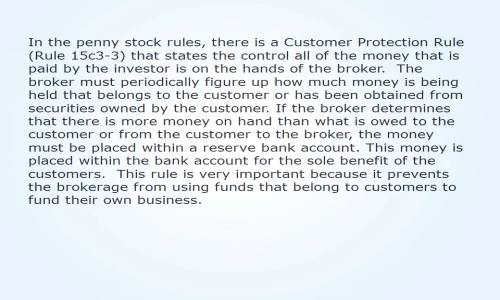 In the penny stock rules, there is a Customer Protection Rule
(Rule 15c3-3) that states the control all of the money that is
paid by the investor is on the hands of the broker.  The
broker must periodically figure up how much money is being
held that belongs to the customer or has been obtained from
securities owned by the customer. If the broker determines
that there is more money on hand than what is owed to the
customer or from the customer to the broker, the money
must be placed within a reserve bank account. This money is
placed within the bank account for the sole benefit of the
customers.  This rule is very important because it prevents
the brokerage from using funds that belong to customers to
fund their own business.